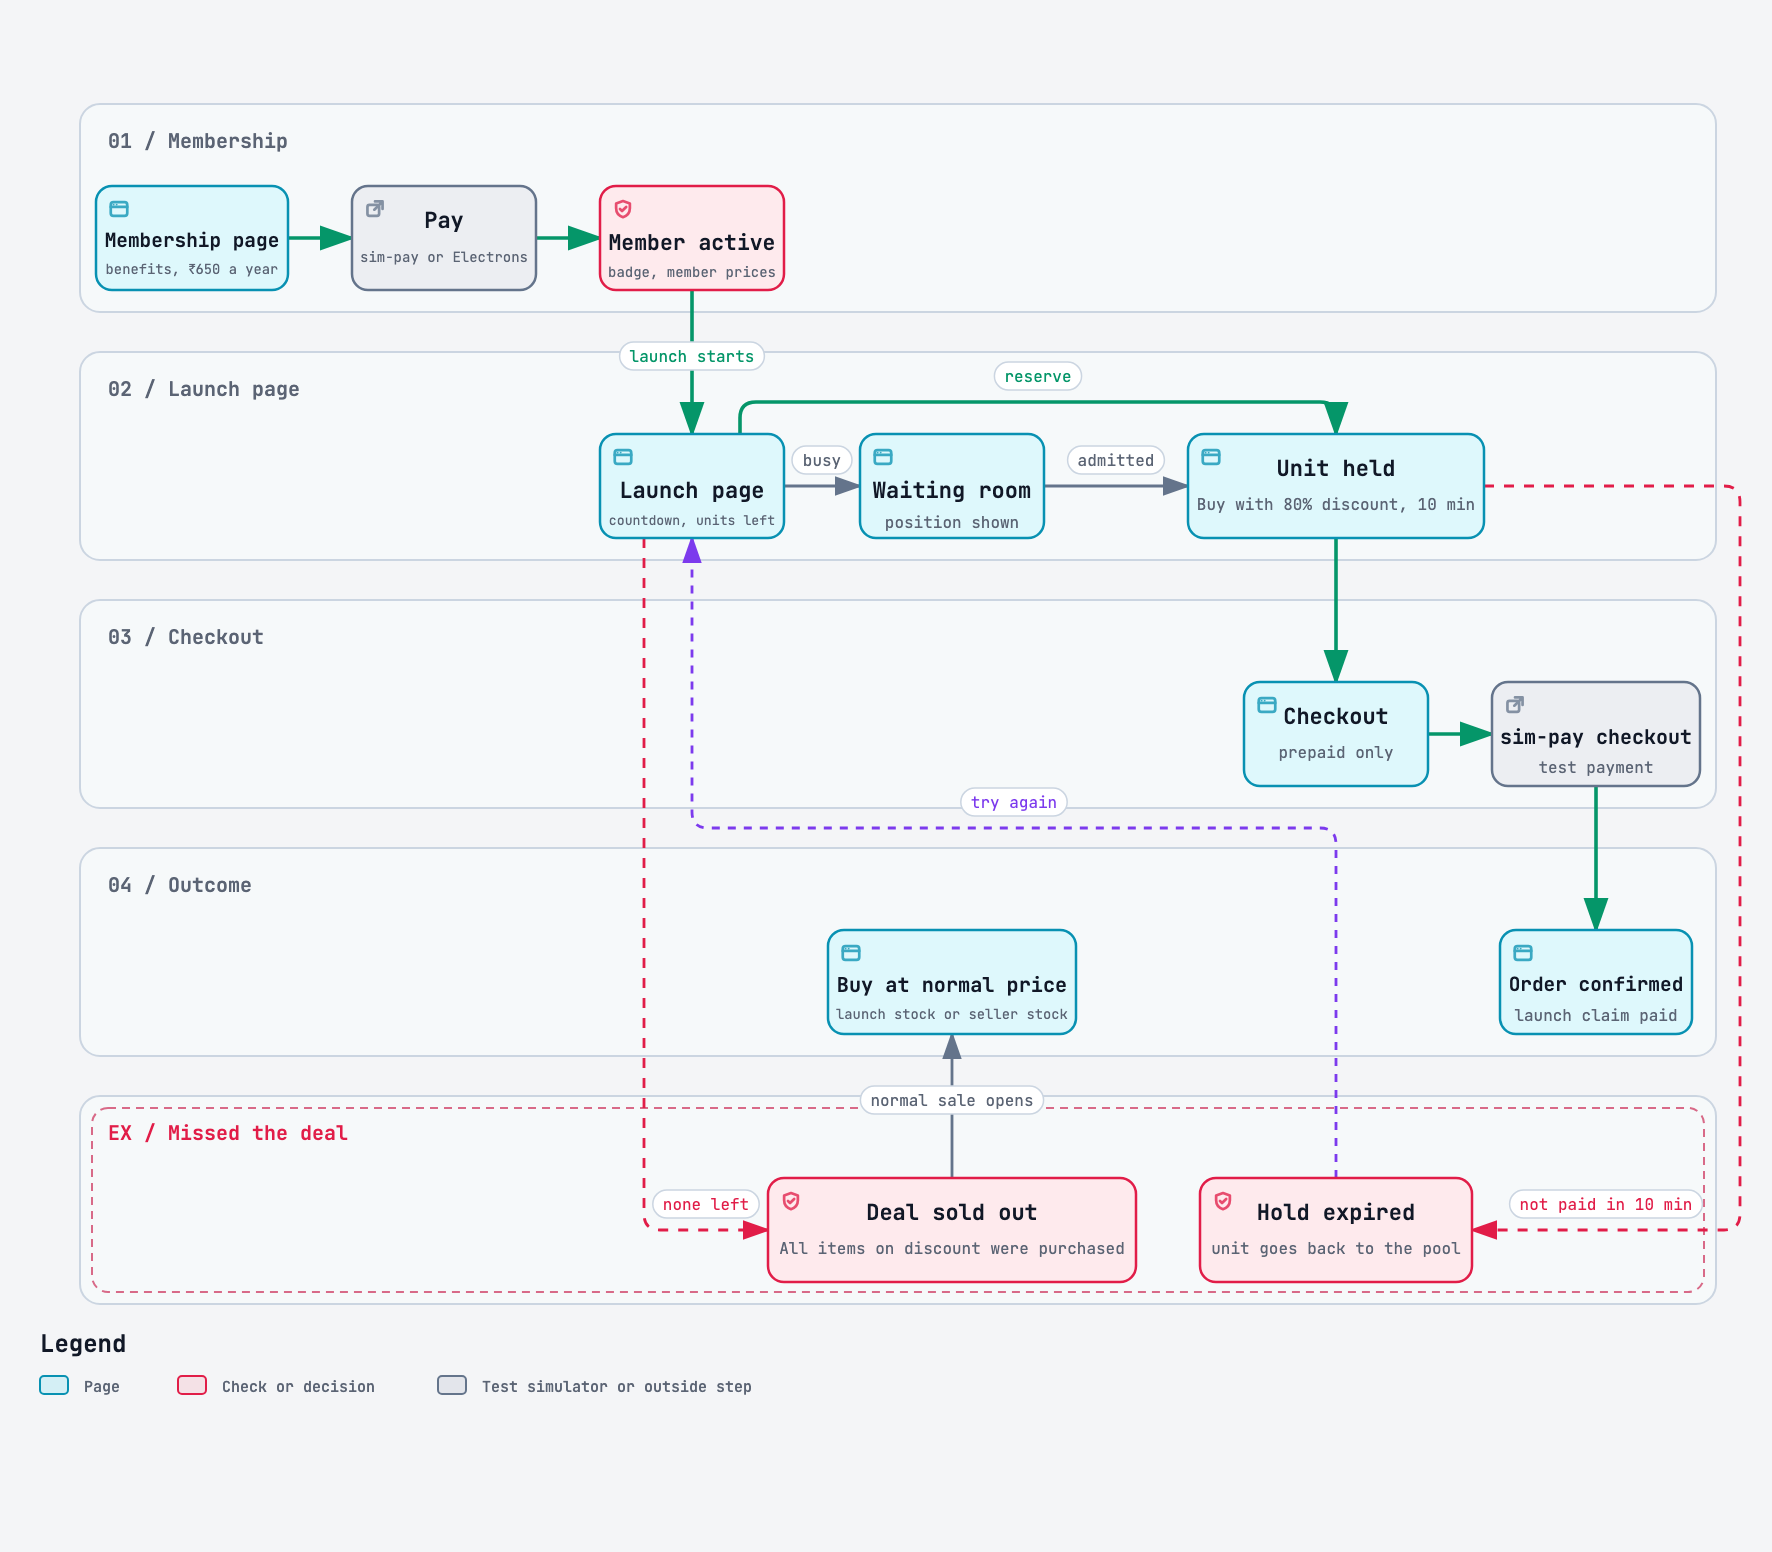 01 / Membership
Membership page
benefits, ₹650 a year
Pay
sim-pay or Electrons
Member active
badge, member prices
launch starts
02 / Launch page
reserve
Launch page
countdown, units left
busy
Waiting room
position shown
admitted
Unit held
Buy with 80% discount, 10 min
03 / Checkout
Checkout
prepaid only
sim-pay checkout
test payment
try again
04 / Outcome
Buy at normal price
launch stock or seller stock
Order confirmed
launch claim paid
normal sale opens
EX / Missed the deal
none left
Deal sold out
All items on discount were purchased
Hold expired
unit goes back to the pool
not paid in 10 min
Legend
Page
Check or decision
Test simulator or outside step